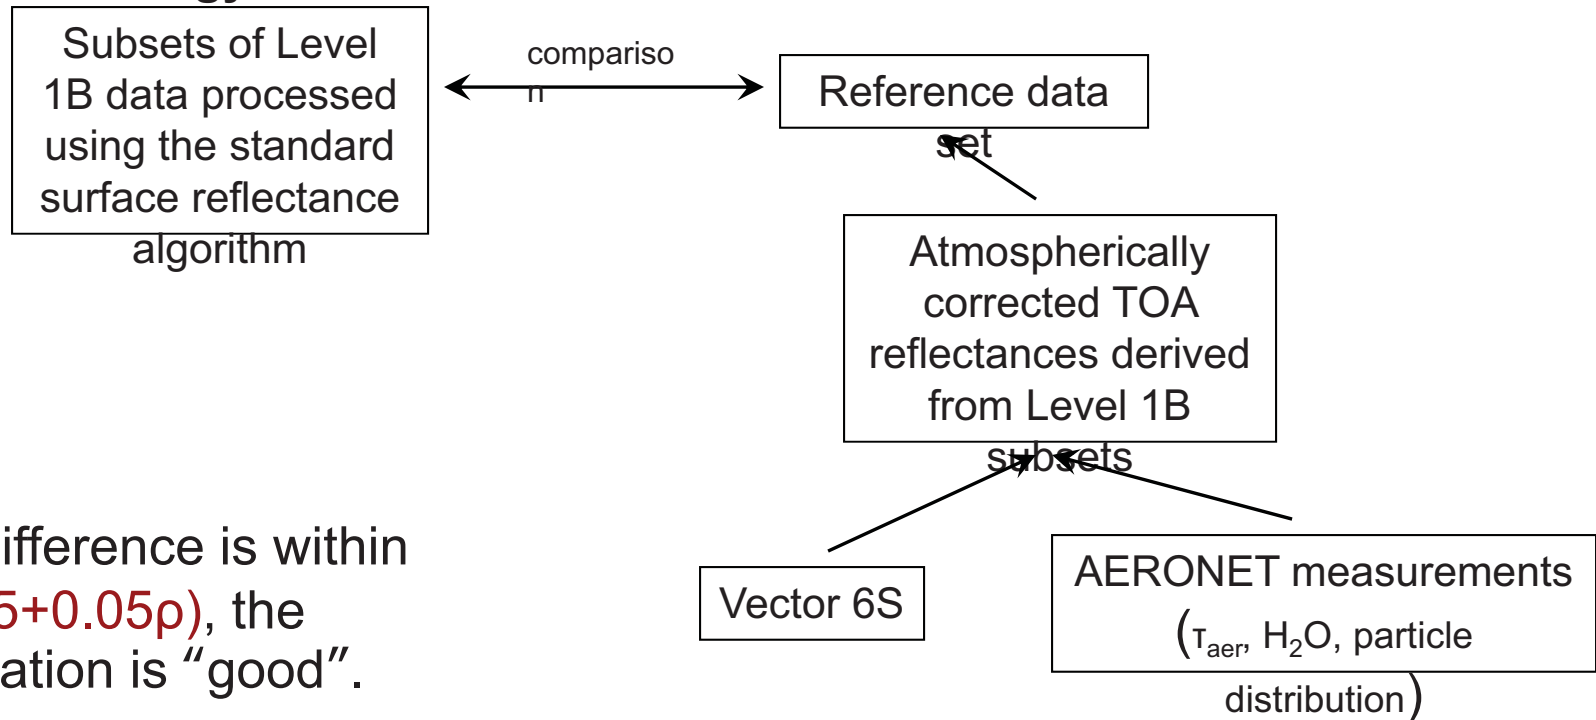 Subsets of Level
1B data processed
using the standard
surface reflectance
algorithm
compariso
n
Reference data
set
Atmospherically
corrected TOA
reflectances derived
from Level 1B
subsets
Vector 6S
AERONET measurements
(τaer, H2O, particle
distribution)
ifference is within
5+0.05ρ), the
ation is “good”.